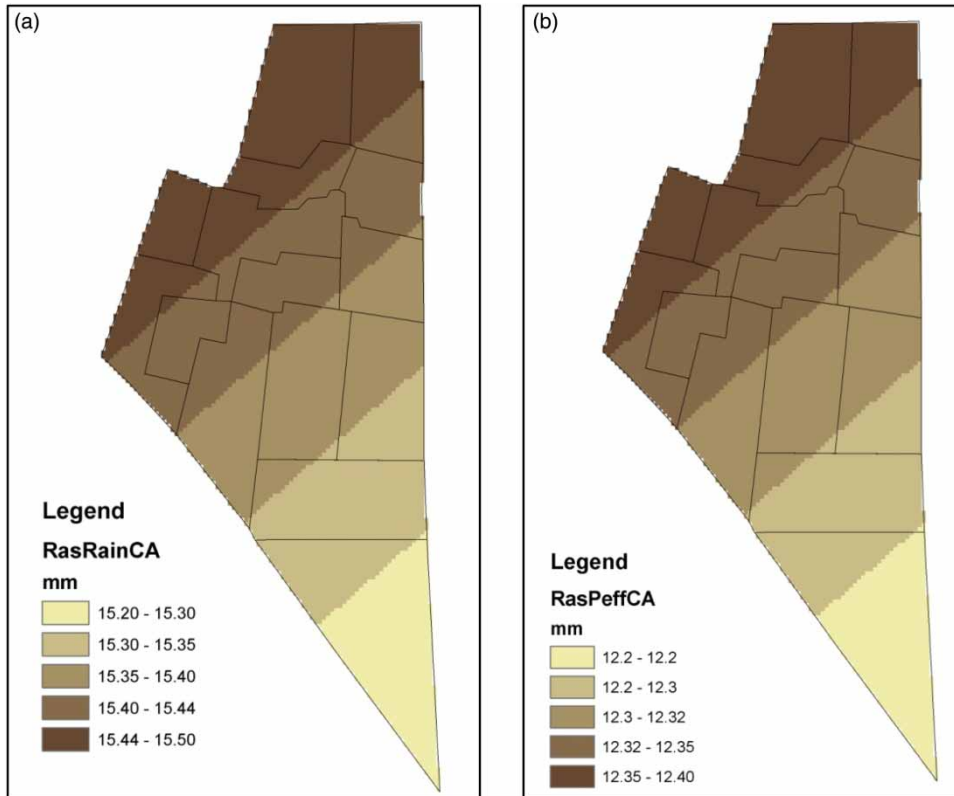 (a)
Legend
RasRainCA
mm
15.20 - 15.30
15.30 - 15.35
15.35 - 15.40
15.40 - 15.44
15.44 - 15.50
(b)
Legend
RasPeffCA
mm
12.2 - 12.2
12.2 - 12.3
12.3 - 12.32
12.32 - 12.35
12.35 - 12.40